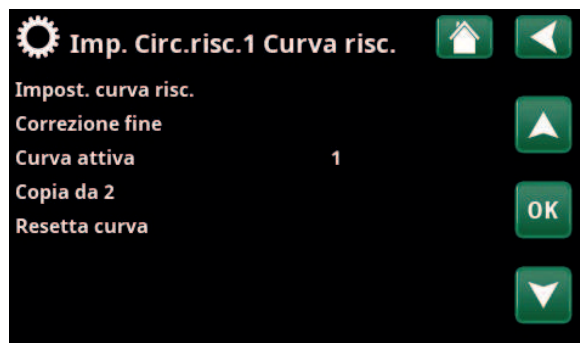 Imp. Circ.risc.1 Curva risc.
Impost. curva risc.
Correzione fine
Curva attiva 1
Copia da 2
OK
Resetta curva